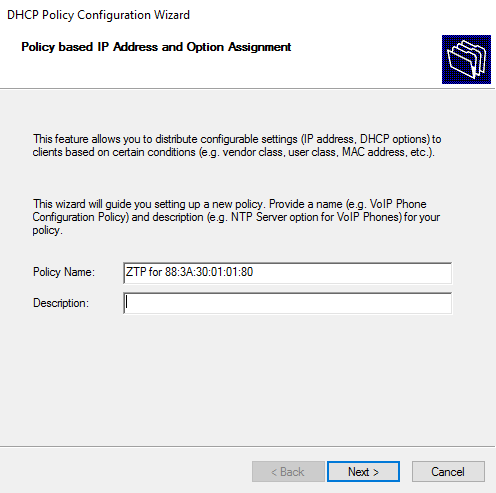 DHCP Policy Configuration Wizard
Policy based IP Address and Option Assignment
This feature allows you to distribute configurable settings (IP address, DHCP options) to
clients based on certain conditions (e.g. vendor class, user class, MAC address, etc.).
This wizard will guide you setting up a new policy. Provide a name (e.g. VoIP Phone
Configuration Policy) and description (e.g. NTP Server option for VoIP Phones) for your
policy.
Policy Name: ZTP for 88:3A:30:01:01:80
Description:
< Back Next > Cancel